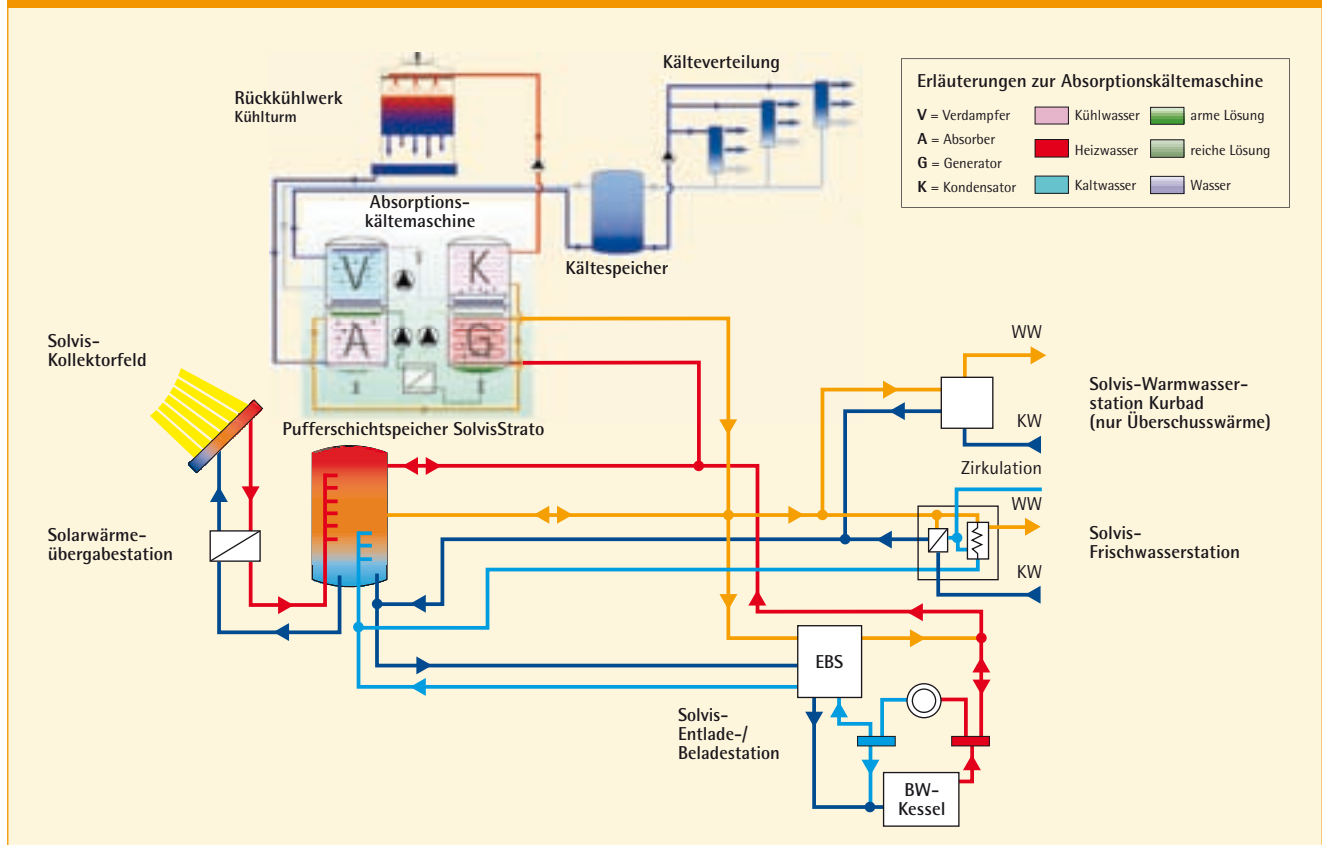 Rückkühlwerk
Kühlturm
Kälteverteilung
Erläuterungen zur Absorptionskältemaschine
V = Verdampfer
A = Absorber
G = Generator
K = Kondensator
Kühlwasser
Heizwasser
Kaltwasser
arme Lösung
reiche Lösung
Wasser
Absorptions-
kältemaschine
Kältespeicher
V
K
A
G
Solvis-
Kollektorfeld
Pufferschichtspeicher SolvisStrato
Solarwärme-
übergabestation
WW
KW
Solvis-Warmwasser-
station Kurbad
(nur Überschusswärme)
Zirkulation
WW
KW
Solvis-
Frischwasserstation
EBS
Solvis-
Entlade-/
Beladestation
BW-
Kessel